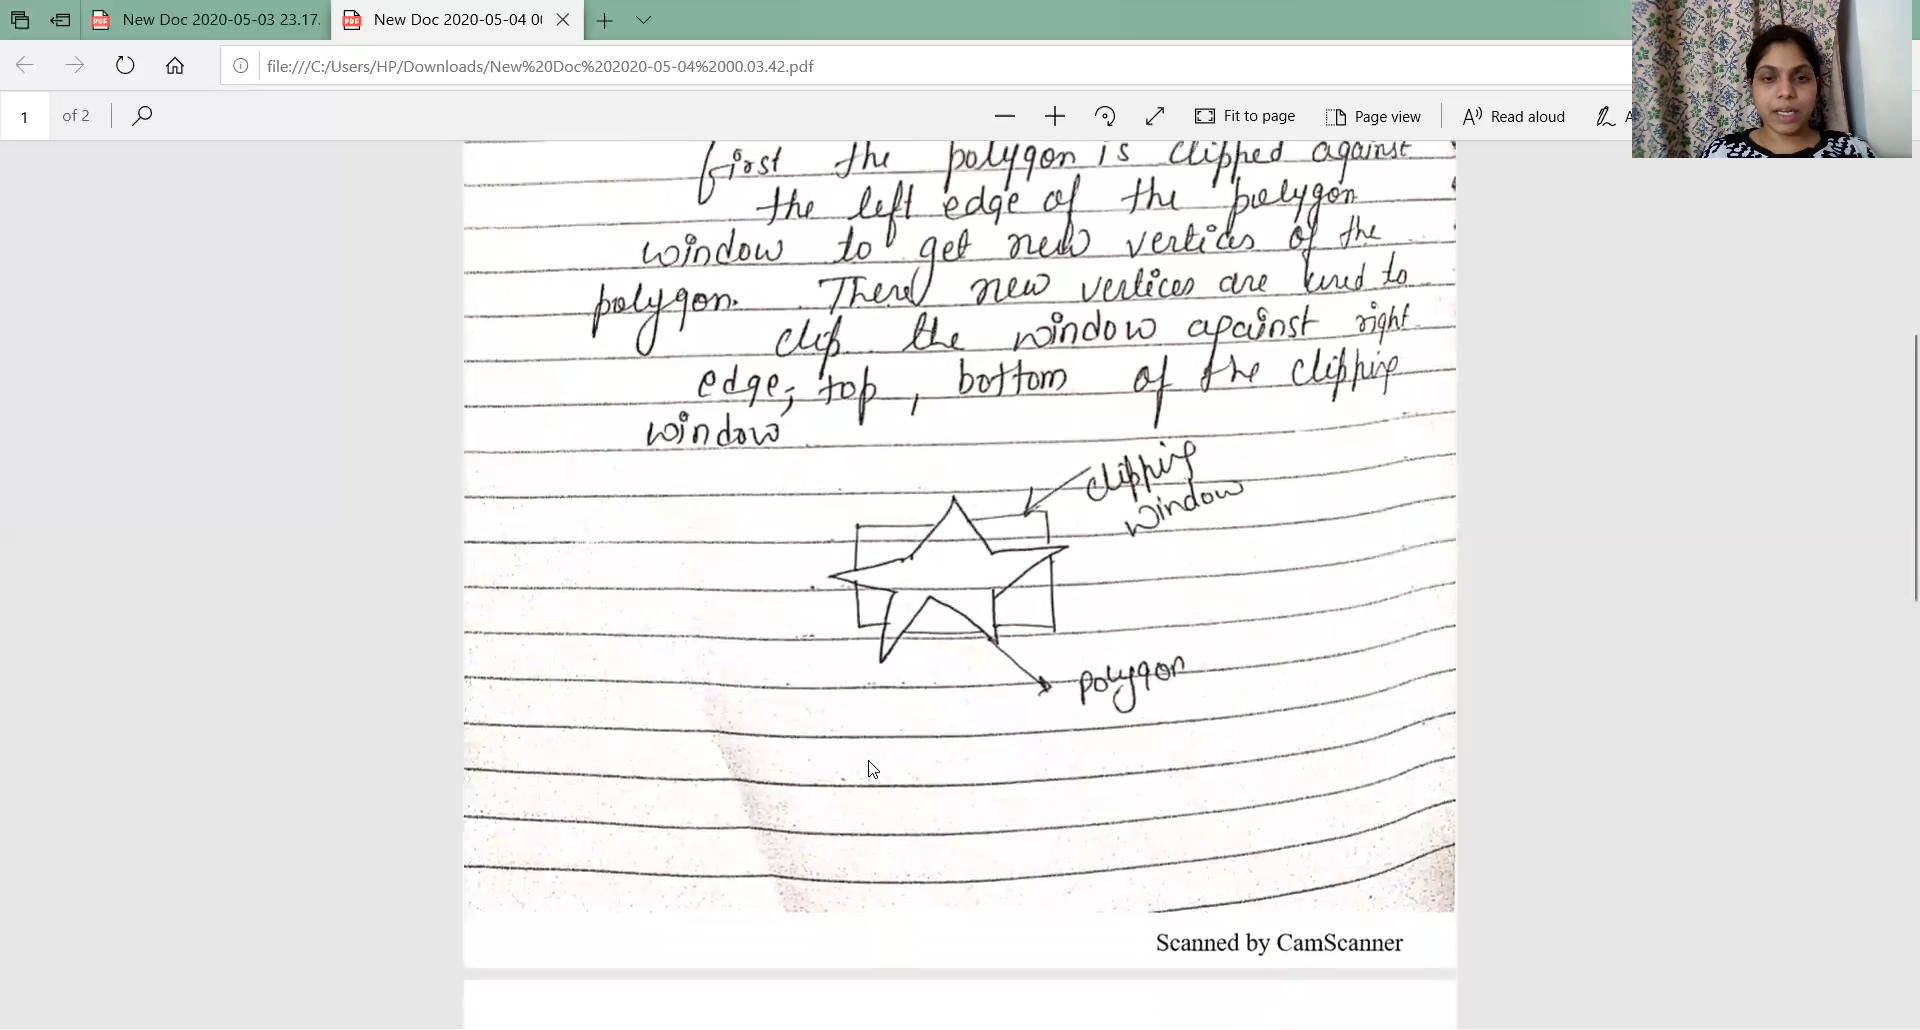 New Doc 2020-05-03 23.17.
New Doc 2020-05-04 0
file:///C:/Users/HP/Downloads/New%20Doc%202020-05-04%2000.03.42.pdf
1 of 2
Fit to page
Page view
Read aloud
first the polygon is clipped against
the left edge of the polygon
window to get new vertices of the
polygon. new vertices are to
clip the window against right
edge, top, bottom of the clipping
window
clipping
window
polygon
Scanned by CamScanner